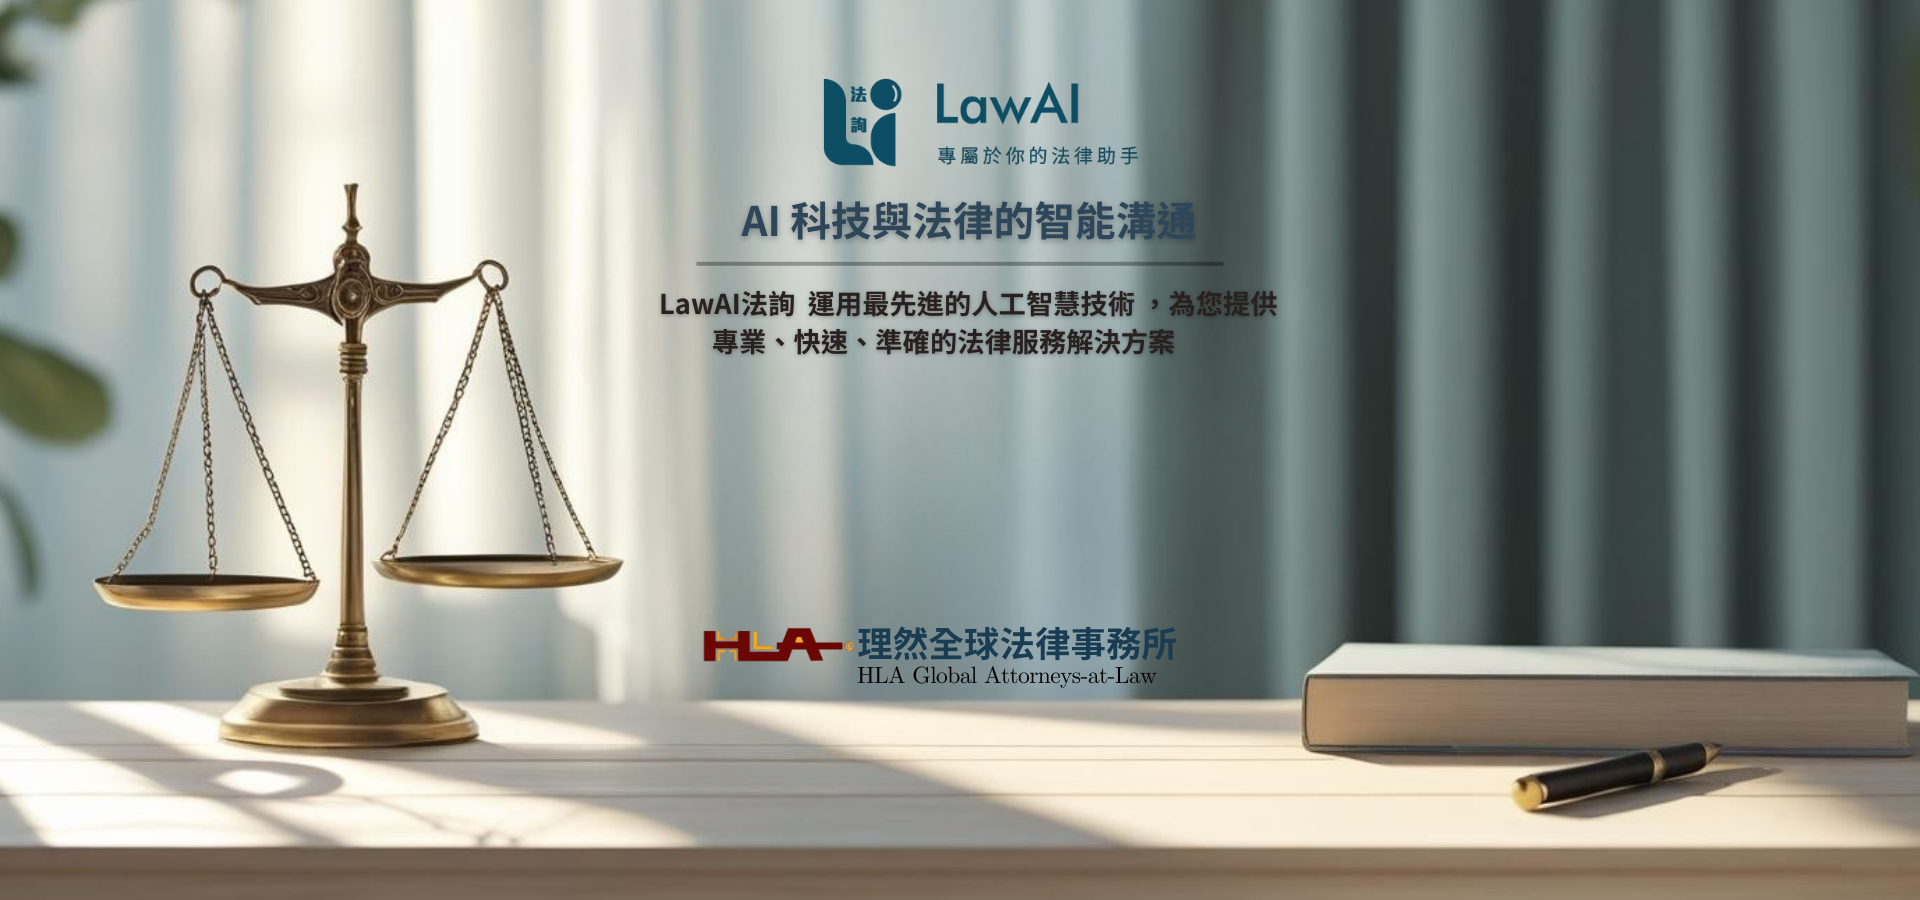 法
詢
LawAI
專屬於你的法律助手
AI 科技與法律的智能溝通
LawAI法詢 運用最先進的人工智慧技術 ，為您提供
專業、快速、準確的法律服務解決方案
HLA 理然全球法律事務所
HLA Global Attorneys-at-Law